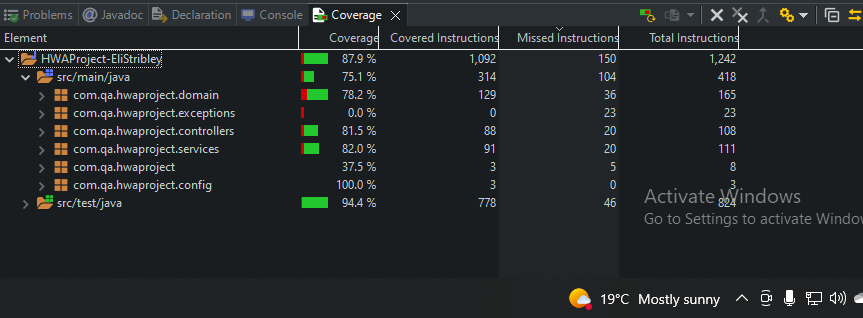 Problems @ Javadoc Declaration Console Coverage
Element Coverage Covered Instructions Missed Instructions Total Instructions
HWAProject-EliStribley 87.9 % 1,092 150 1,242
src/main/java 75.1 % 314 104 418
com.qa.hwaproject.domain 78.2 % 129 36 165
com.qa.hwaproject.exceptions 0.0 % 0 23 23
com.qa.hwaproject.controllers 81.5 % 88 20 108
com.qa.hwaproject.services 82.0 % 91 20 111
com.qa.hwaproject 37.5 % 3 5 8
com.qa.hwaproject.config 100.0 % 3 0 3
src/test/java 94.4 % 778 46 824
Activate Windows
Go to Settings to activate Window
19°C Mostly sunny